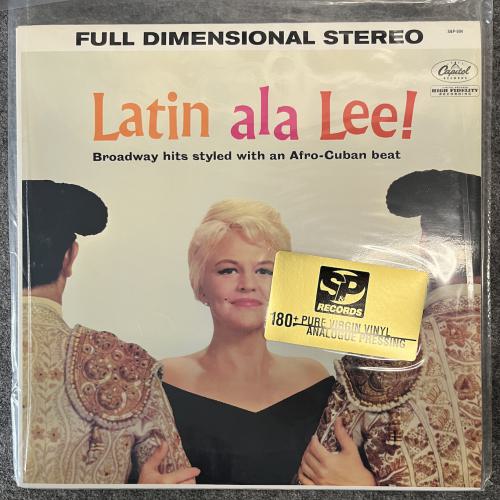 FULL DIMENSIONAL STEREO
Capitol
RECORDS
HIGH FIDELITY
RECORDING
Latin ala Lee!
Broadway hits styled with an Afro-Cuban beat
S&P
RECORDS
180+ PURE VIRGIN VINYL
ANALOGUE PRESSING